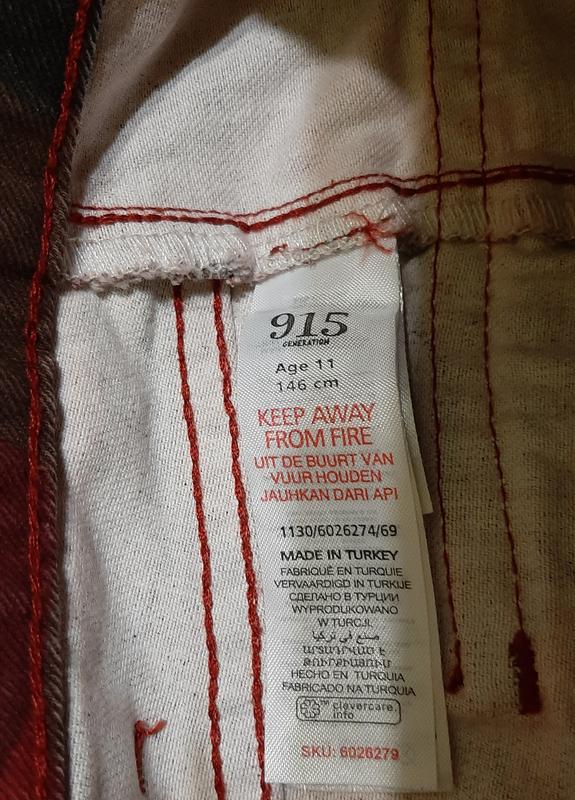 915
GENERATION
Age 11
146 cm
KEEP AWAY
FROM FIRE
UIT DE BUURT VAN
VUUR HOUDEN
JAUHKAN DARI API
1130/6026274/69
MADE IN TURKEY
FABRIQUÉ EN TURQUIE
VERVAARDIGD IN TURKIJE
СДЕЛАНО В ТУРЦИИ
WYPRODUKOWANO
W TURCJI.
صنع في تركيا
ԱՐՏԱԴՐՎԱԾ Է
ԹՈՒՐՔԻԱՅՈՒՄ
HECHO EN TURQUIA
FABRICADO NA TURQUIA
clevercare
info
SKU: 6026279